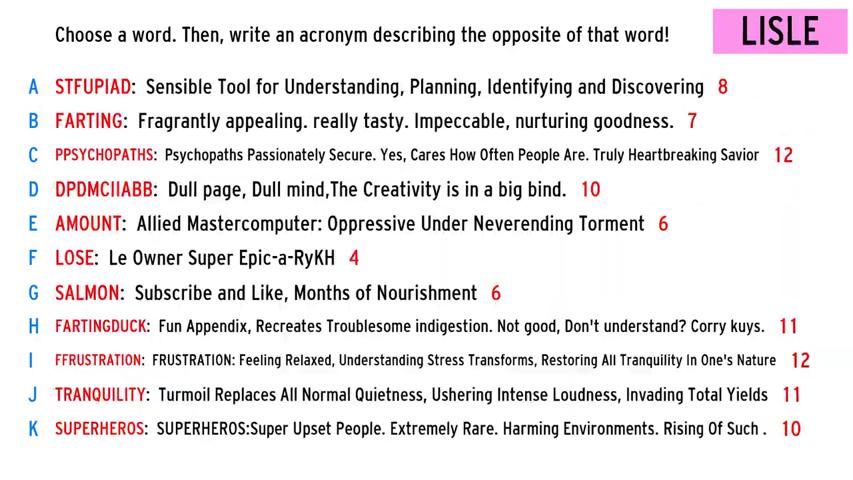 Choose a word. Then, write an acronym describing the opposite of that word!
LISLE
A STFUPIAD: Sensible Tool for Understanding, Planning, Identifying and Discovering 8
B FARTING: Fragrantly appealing. really tasty. Impeccable, nurturing goodness. 7
C PPSYCHOPATHS: Psychopaths Passionately Secure. Yes, Cares How Often People Are. Truly Heartbreaking Savior 12
D DPDMCIIABB: Dull page, Dull mind,The Creativity is in a big bind. 10
E AMOUNT: Allied Mastercomputer: Oppressive Under Neverending Torment 6
F LOSE: Le Owner Super Epic-a-RyKH 4
G SALMON: Subscribe and Like, Months of Nourishment 6
H FARTINGDUCK: Fun Appendix, Recreates Troublesome indigestion. Not good, Don't understand? Corry kuys. 11
I FFRUSTRATION: FRUSTRATION: Feeling Relaxed, Understanding Stress Transforms, Restoring All Tranquility In One's Nature 12
J TRANQUILITY: Turmoil Replaces All Normal Quietness, Ushering Intense Loudness, Invading Total Yields 11
K SUPERHEROS: SUPERHEROS:Super Upset People. Extremely Rare. Harming Environments. Rising Of Such . 10